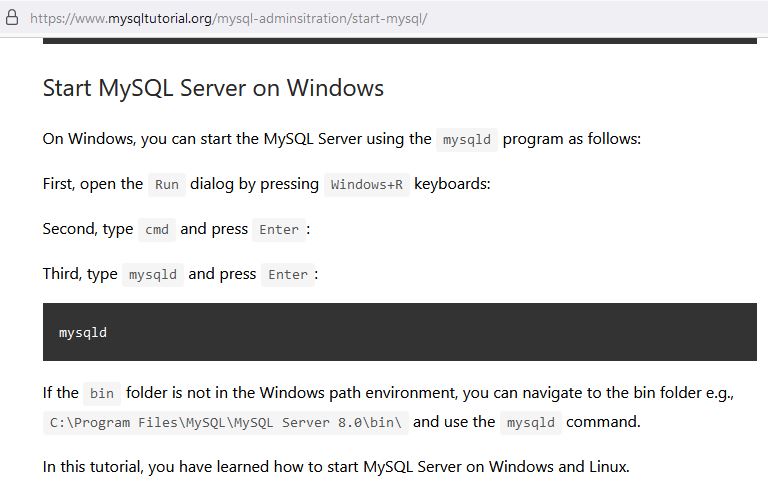 https://www.mysqltutorial.org/mysql-adminsitration/start-mysql/
Start MySQL Server on Windows
On Windows, you can start the MySQL Server using the mysqld program as follows:
First, open the Run dialog by pressing Windows+R keyboards:
Second, type cmd and press Enter :
Third, type mysqld and press Enter :
mysqld
If the bin folder is not in the Windows path environment, you can navigate to the bin folder e.g.,
C:\Program Files\MySQL\MySQL Server 8.0\bin\ and use the mysqld command.
In this tutorial, you have learned how to start MySQL Server on Windows and Linux.